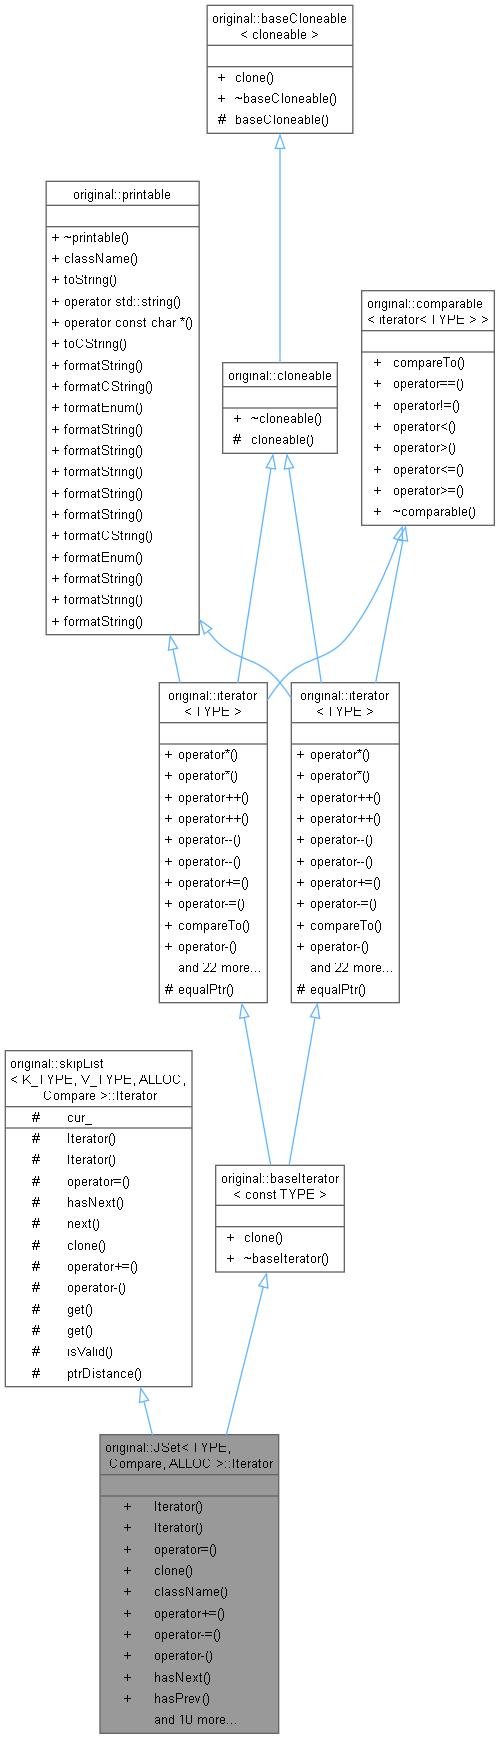 original::baseCloneable
< cloneable >
+ clone()
+ ~baseCloneable()
# baseCloneable()
original::printable
+ ~printable()
+ className()
+ toString()
+ operator std::string()
+ operator const char *()
+ toCString()
+ formatString()
+ formatCString()
+ formatEnum()
+ formatString()
+ formatString()
+ formatString()
+ formatString()
+ formatString()
+ formatCString()
+ formatEnum()
+ formatString()
+ formatString()
+ formatString()
original::comparable
< iterator< TYPE > >
+ compareTo()
+ operator==()
+ operator!=()
+ operator<()
+ operator>()
+ operator<=()
+ operator>=()
+ ~comparable()
original::cloneable
+ ~cloneable()
# cloneable()
original::iterator
< TYPE >
+ operator*()
+ operator*()
+ operator++()
+ operator++()
+ operator--()
+ operator--()
+ operator+=()
+ operator-=()
+ compareTo()
+ operator-()
and 22 more...
# equalPtr()
original::iterator
< TYPE >
+ operator*()
+ operator*()
+ operator++()
+ operator++()
+ operator--()
+ operator--()
+ operator+=()
+ operator-=()
+ compareTo()
+ operator-()
and 22 more...
# equalPtr()
original::skipList
< K_TYPE, V_TYPE, ALLOC,
Compare >::Iterator
# cur_
# Iterator()
# Iterator()
# operator=()
# hasNext()
# next()
# clone()
# operator+=()
# operator-()
# get()
# get()
# isValid()
# ptrDistance()
original::baseIterator
< const TYPE >
+ clone()
+ ~baseIterator()
original::JSet< TYPE,
Compare, ALLOC >::Iterator
+ Iterator()
+ Iterator()
+ operator=()
+ clone()
+ className()
+ operator+=()
+ operator-=()
+ operator-()
+ hasNext()
+ hasPrev()
and 10 more...